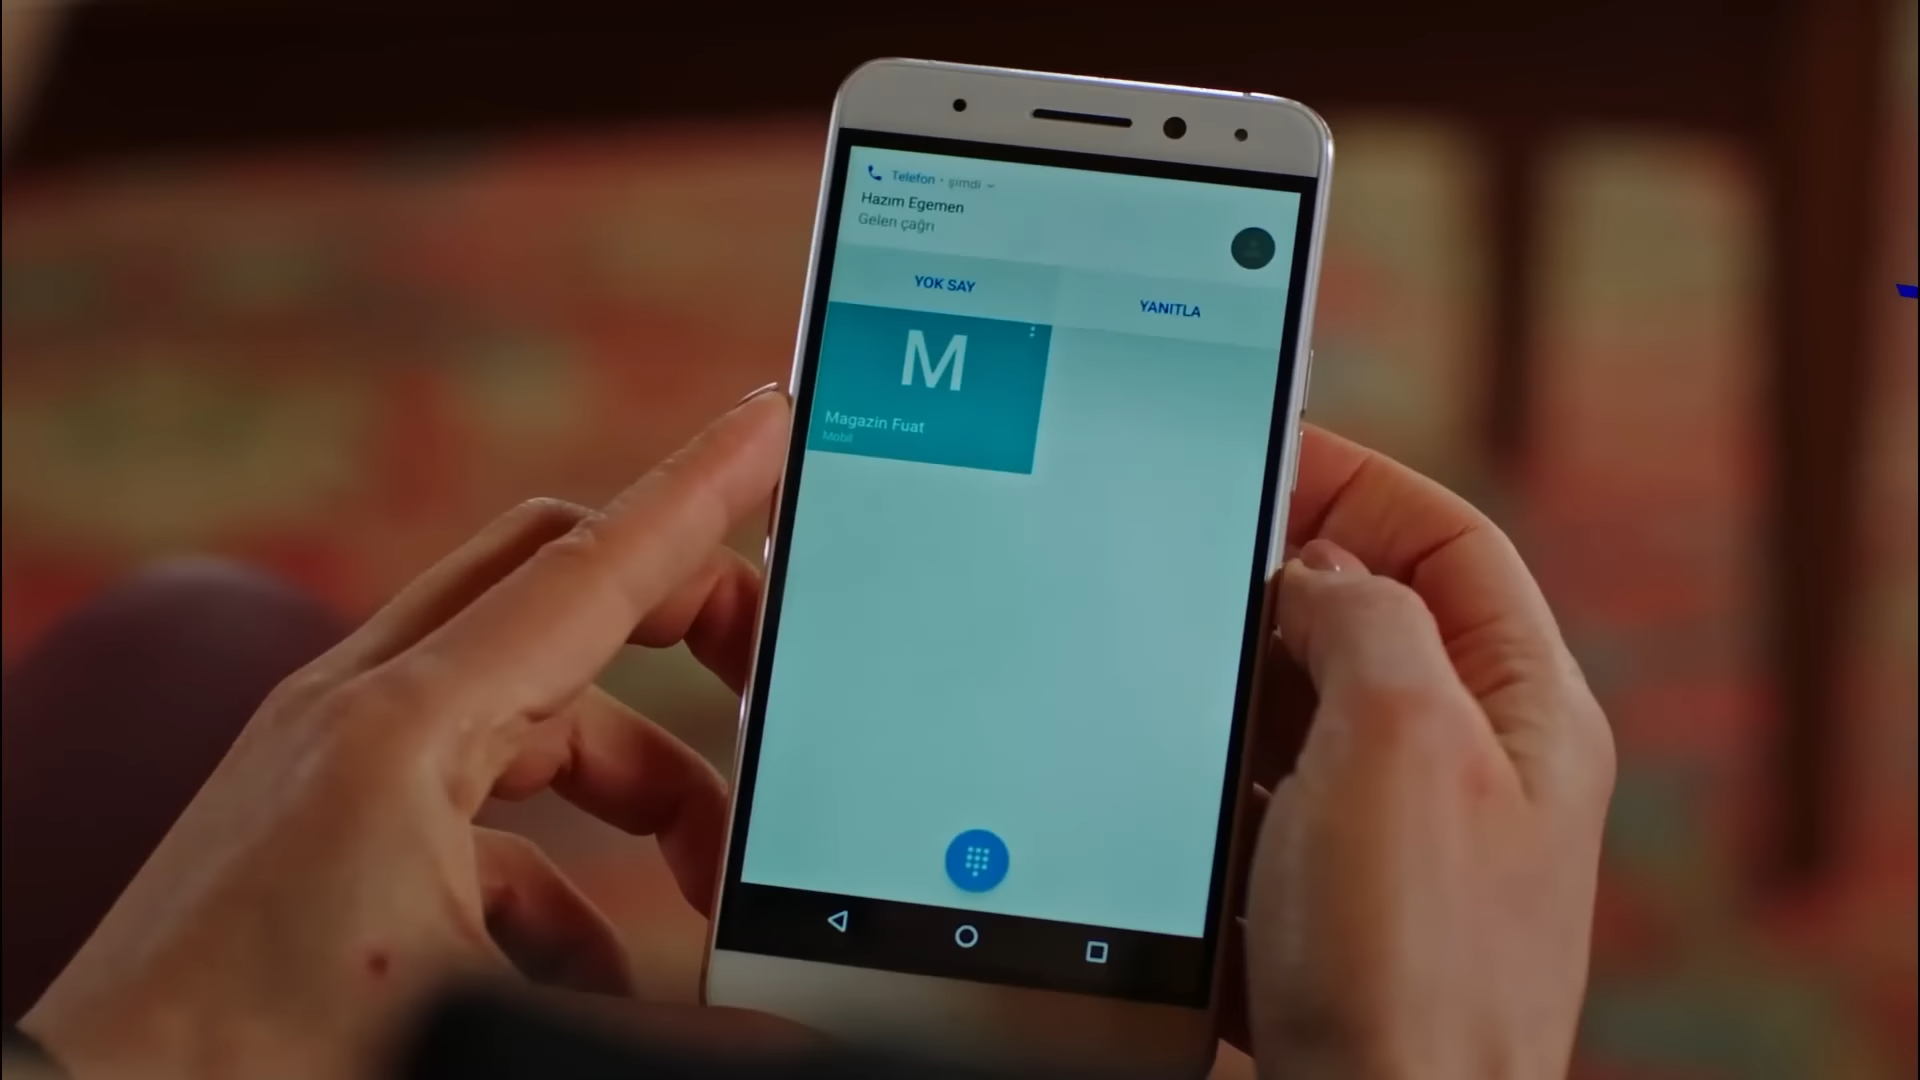 Telefon · şimdi
Hazım Egemen
Gelen çağrı
YOK SAY
YANITLA
M
Magazin Fuat
Mobil